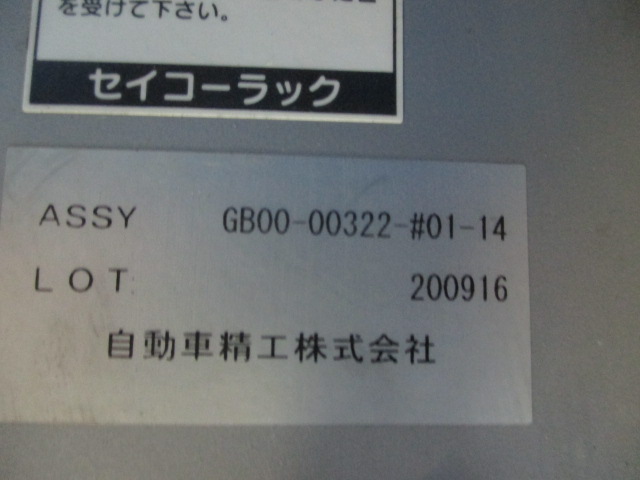 を受けて下さい。
セイコーラック
ASSY GB00-00322-#01-14
LOT 200916
自動車精工株式会社